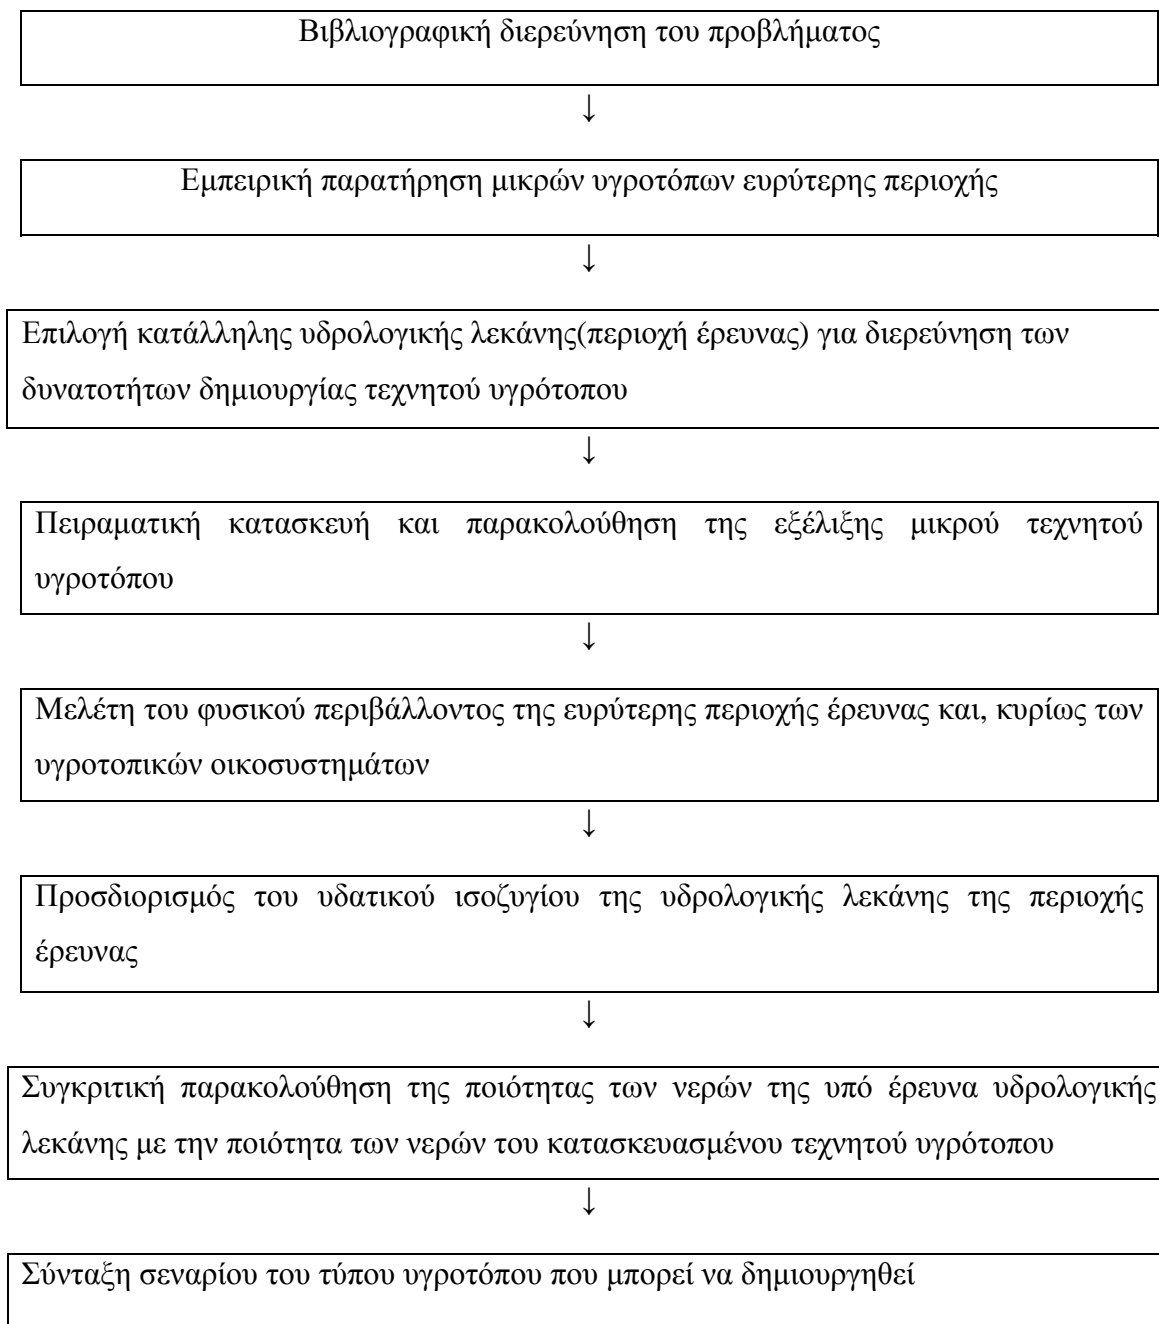 Βιβλιογραφική διερεύνηση του προβλήματος
↓
Εμπειρική παρατήρηση μικρών υγροτόπων ευρύτερης περιοχής
↓
Επιλογή κατάλληλης υδρολογικής λεκάνης(περιοχή έρευνας) για διερεύνηση των
δυνατοτήτων δημιουργίας τεχνητού υγρότοπου
↓
Πειραματική κατασκευή και παρακολούθηση της εξέλιξης μικρού τεχνητού
υγροτόπου
↓
Μελέτη του φυσικού περιβάλλοντος της ευρύτερης περιοχής έρευνας και, κυρίως των
υγροτοπικών οικοσυστημάτων
↓
Προσδιορισμός του υδατικού ισοζυγίου της υδρολογικής λεκάνης της περιοχής
έρευνας
↓
Συγκριτική παρακολούθηση της ποιότητας των νερών της υπό έρευνα υδρολογικής
λεκάνης με την ποιότητα των νερών του κατασκευασμένου τεχνητού υγρότοπου
↓
Σύνταξη σεναρίου του τύπου υγροτόπου που μπορεί να δημιουργηθεί